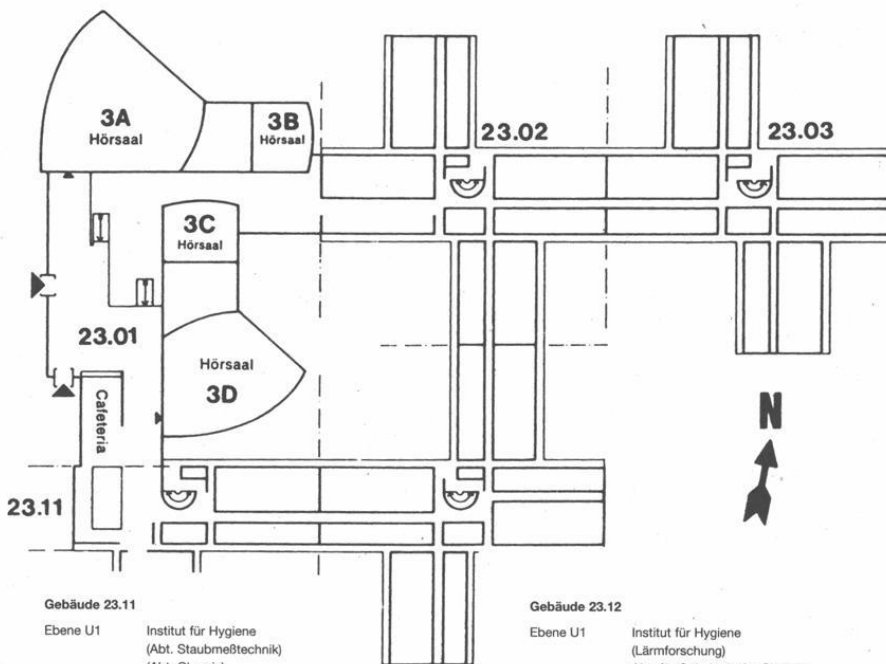 3A
Hörsaal
3B
Hörsaal
23.02
23.03
3C
Hörsaal
23.01
Hörsaal
3D
Cafeteria
N
23.11
Gebäude 23.11
Ebene U1 Institut für Hygiene
(Abt. Staubmeßtechnik)
Gebäude 23.12
Ebene U1 Institut für Hygiene
(Lärmforschung)